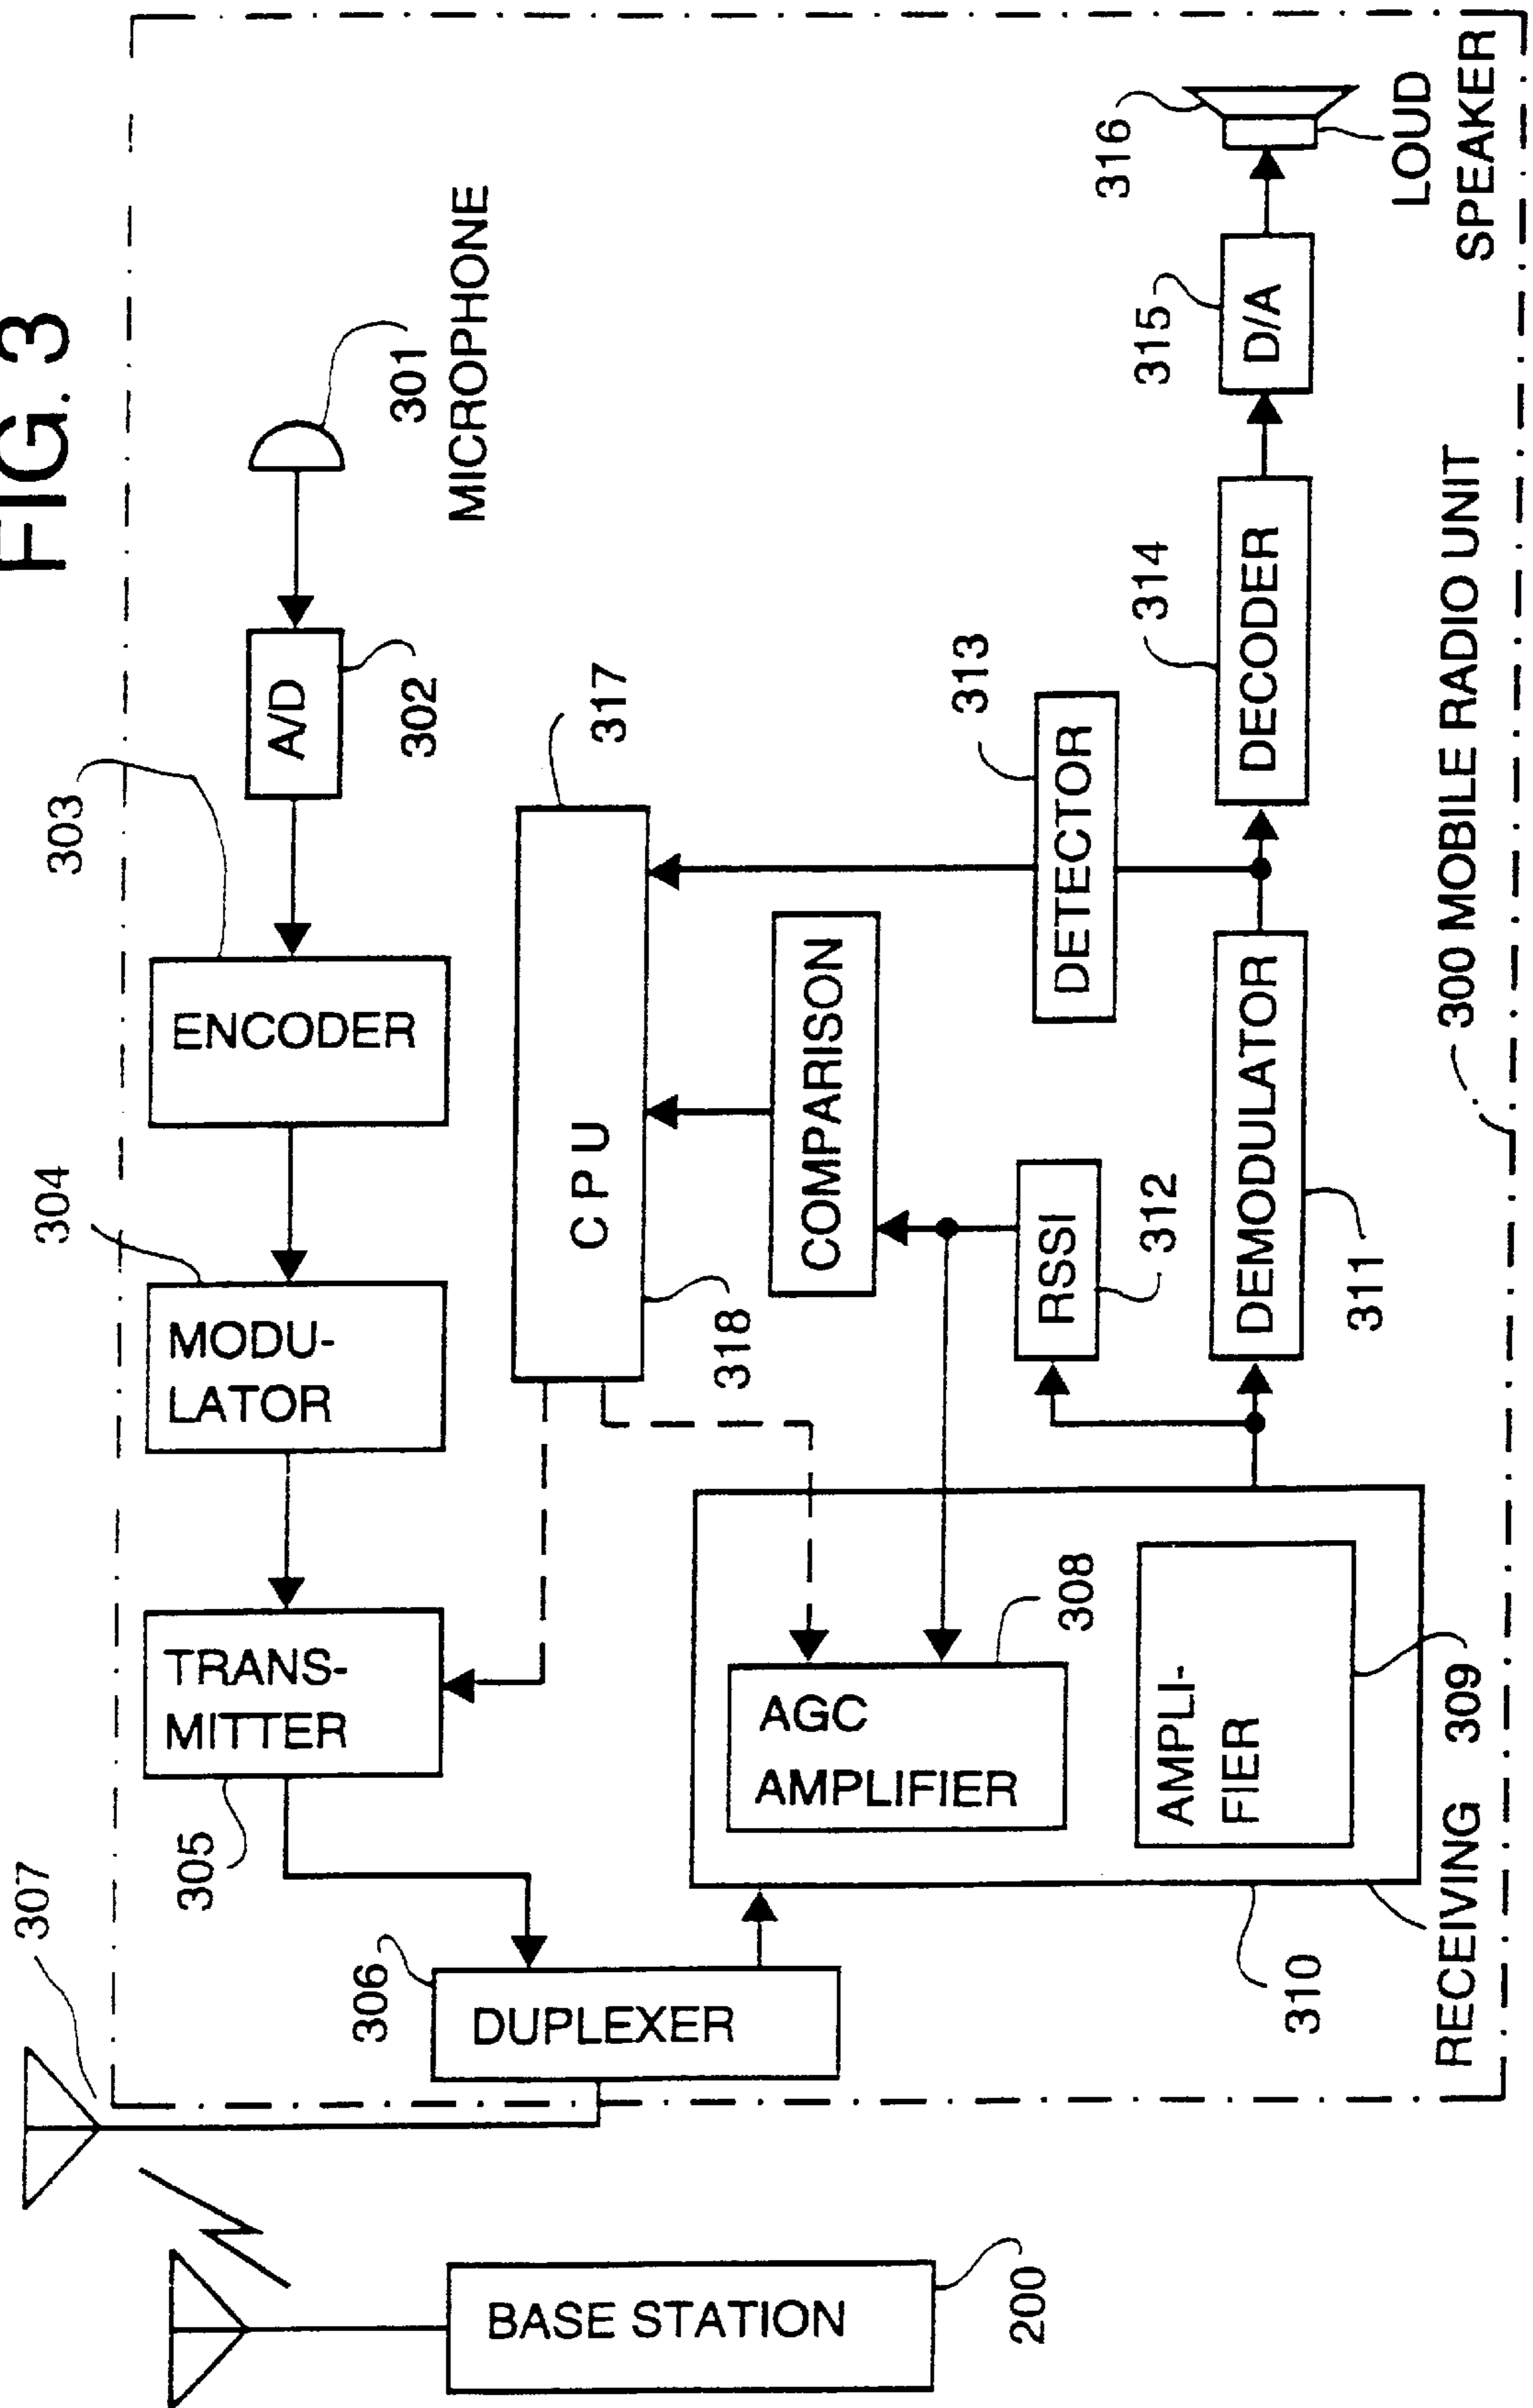 FIG. 3
307
304
303
305
TRANS-
MITTER
MODU-
LATOR
ENCODER
A/D
302
301
MICROPHONE
306
DUPLEXER
BASE STATION
200
CPU
317
318
COMPARISON
AGC
AMPLIFIER
308
RSSI
312
DETECTOR
313
AMPLI-
FIER
309
310
RECEIVING
DEMODULATOR
311
DECODER
314
D/A
315
316
LOUD
SPEAKER
300 MOBILE RADIO UNIT